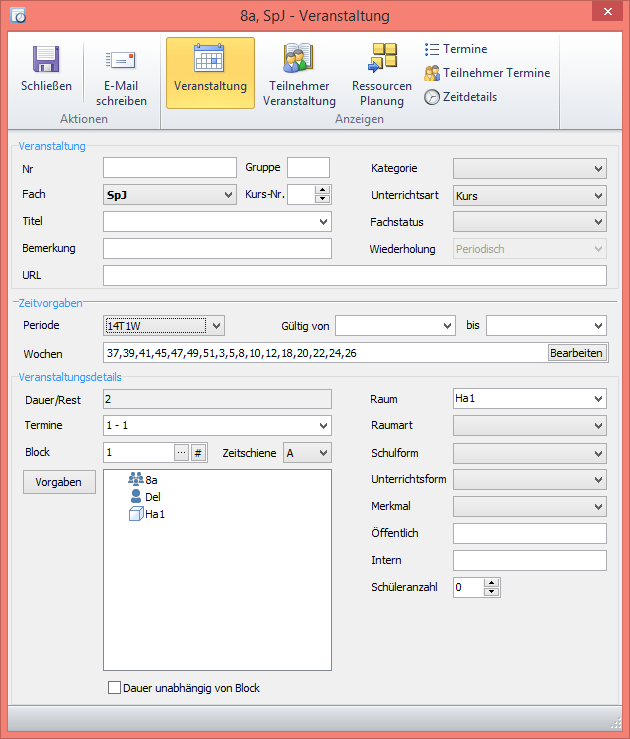 8a, SpJ - Veranstaltung
Schließen
E-Mail
schreiben
Aktionen
Veranstaltung
Teilnehmer
Veranstaltung
Ressourcen
Planung
Termine
Teilnehmer Termine
Zeitdetails
Anzeigen
Veranstaltung
Nr Gruppe Kategorie
Fach SpJ Kurs-Nr. Unterrichtsart Kurs
Titel Fachstatus
Bemerkung Wiederholung Periodisch
URL
Zeitvorgaben
Periode 14T1W Gültig von bis
Wochen 37,39,41,45,47,49,51,3,5,8,10,12,18,20,22,24,26 Bearbeiten
Veranstaltungsdetails
Dauer/Rest 2 Raum Ha1
Termine 1 - 1 Raumart
Block 1 ... # Zeitschiene A Schulform
Vorgaben 8a Unterrichtsform
Del Merkmal
Ha1
Öffentlich
Intern
Schüleranzahl 0
Dauer unabhängig von Block